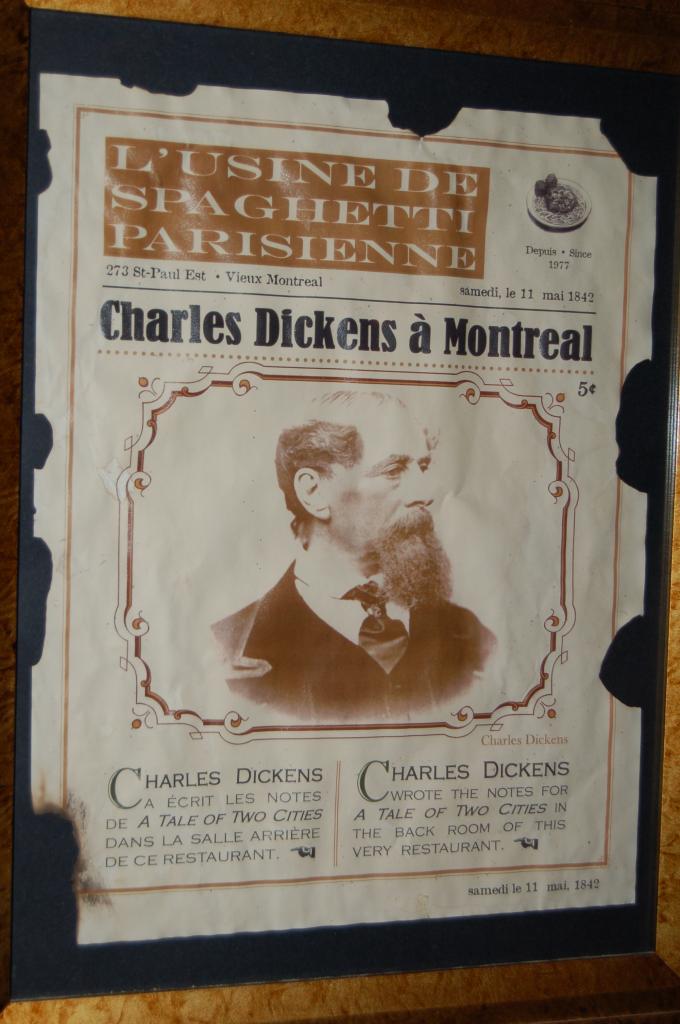 L'USINE DE
SPAGHETTI
PARISIENNE
Depuis • Since
1977
273 St-Paul Est • Vieux Montreal
samedi, le 11 mai 1842
Charles Dickens à Montreal
5¢
Charles Dickens
CHARLES DICKENS
A ÉCRIT LES NOTES
DE A TALE OF TWO CITIES
DANS LA SALLE ARRIÈRE
DE CE RESTAURANT.
CHARLES DICKENS
WROTE THE NOTES FOR
A TALE OF TWO CITIES IN
THE BACK ROOM OF THIS
VERY RESTAURANT.
samedi le 11 mai, 1842